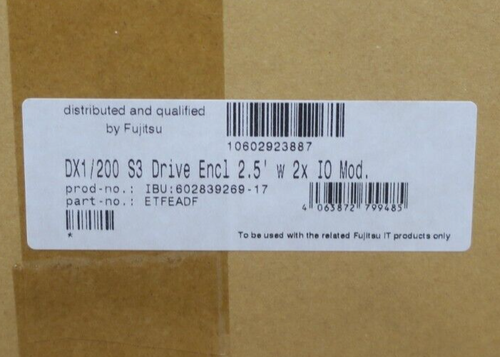 distributed and qualified
by Fujitsu
10602923887
DX1/200 S3 Drive Encl 2.5' w 2x IO Mod.
prod-no.: IBU:602839269-17
part-no.: ETFEADF
4 063872 799485
*
To be used with the related Fujitsu IT products only